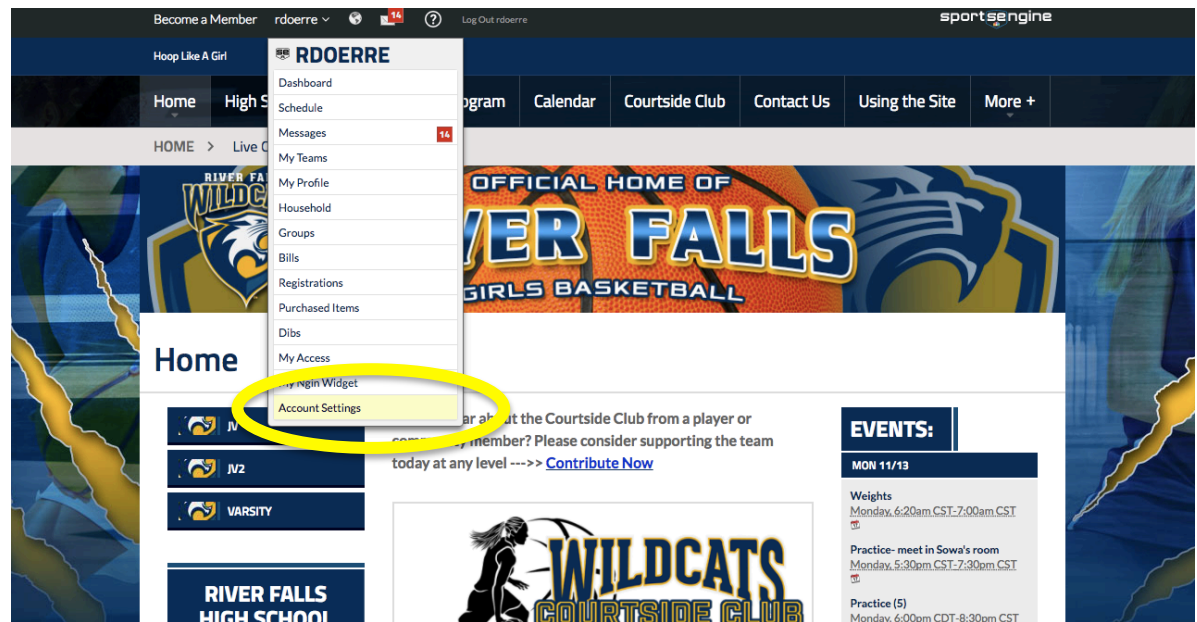 Become a Member rdoerre 14 ? Log Out rdoerre sportsengine
Hoop Like A Girl
RDOERRE
Dashboard
Schedule
Messages 14
My Teams
My Profile
Household
Groups
Bills
Registrations
Purchased Items
Dibs
My Access
My Ngin Widget
Account Settings
Home High S ogram Calendar Courtside Club Contact Us Using the Site More +
HOME > Live C
RIVER FA
WILDCA
OFFICIAL HOME OF
VER FALLS
GIRLS BASKETBALL
Home
JV
JV2
VARSITY
RIVER FALLS
HIGH SCHOOL
ar about the Courtside Club from a player or
community member? Please consider supporting the team
today at any level --->> Contribute Now
WILDCATS
COURTSIDE CLUB
EVENTS:
MON 11/13
Weights
Monday, 6:20am CST-7:00am CST
Practice- meet in Sowa's room
Monday, 5:30pm CST-7:30pm CST
Practice (5)
Monday, 6:00pm CDT-8:30pm CST